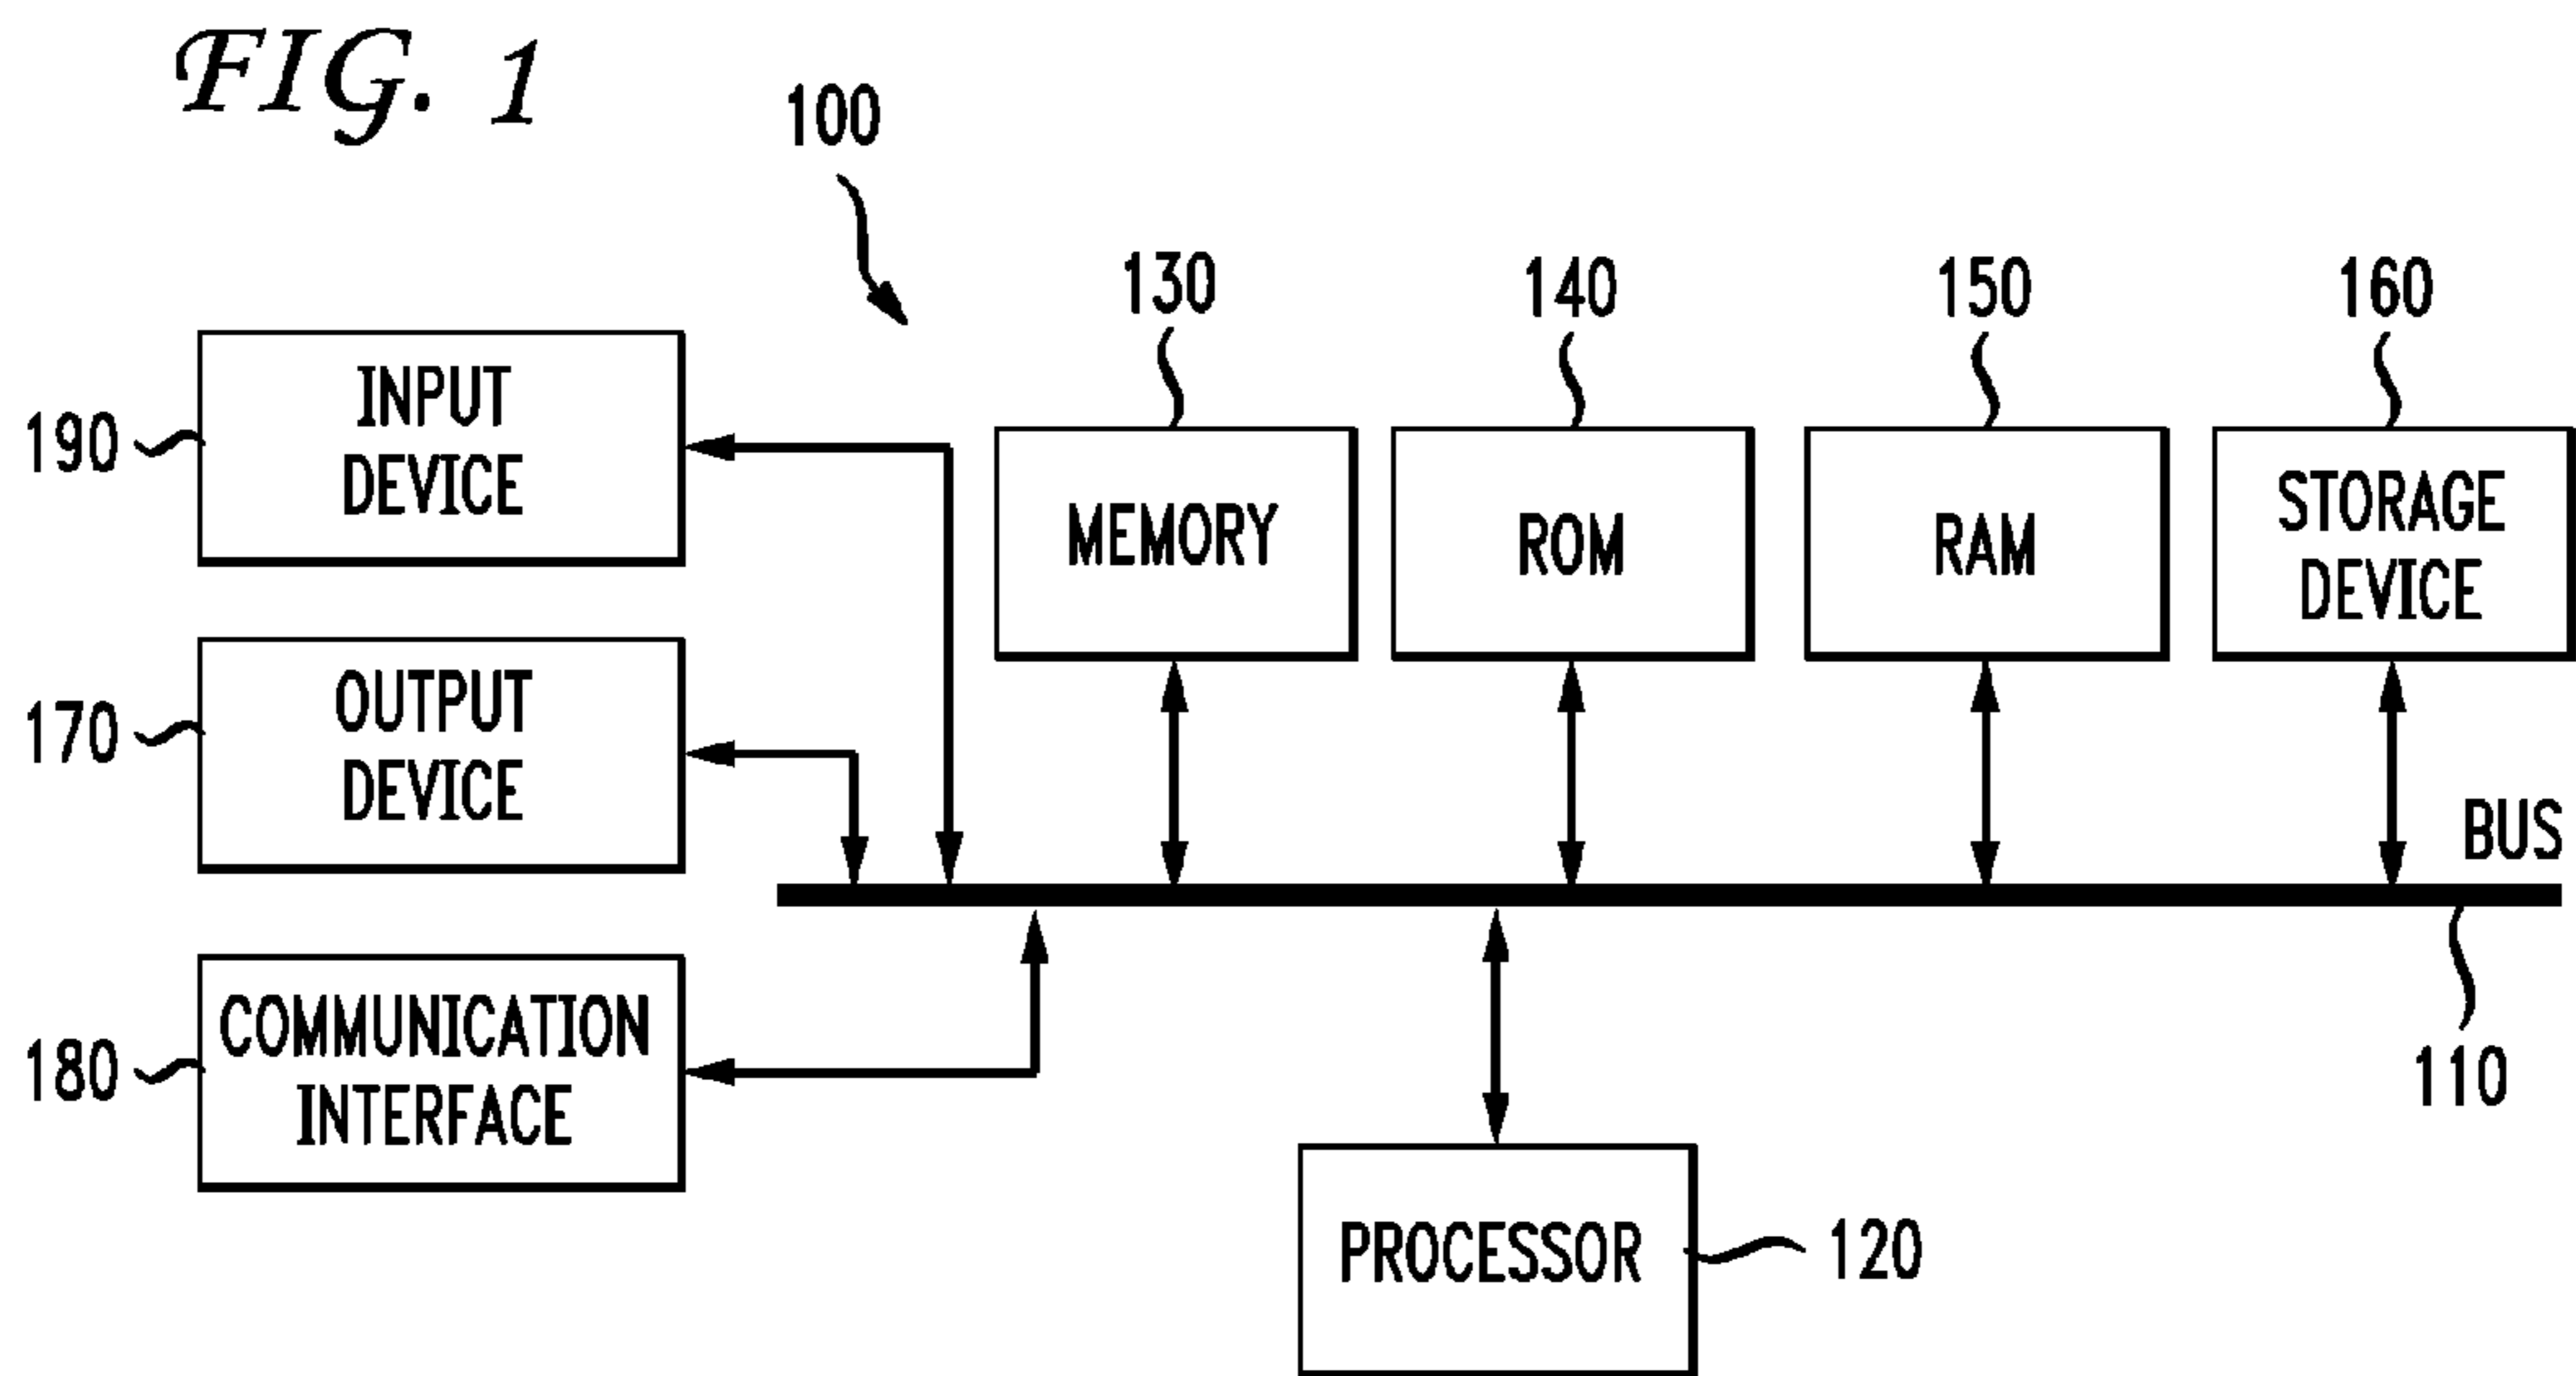 FIG. 1
100
130
140
150
160
190
INPUT
DEVICE
MEMORY
ROM
RAM
STORAGE
DEVICE
170
OUTPUT
DEVICE
BUS
180
COMMUNICATION
INTERFACE
110
PROCESSOR
120